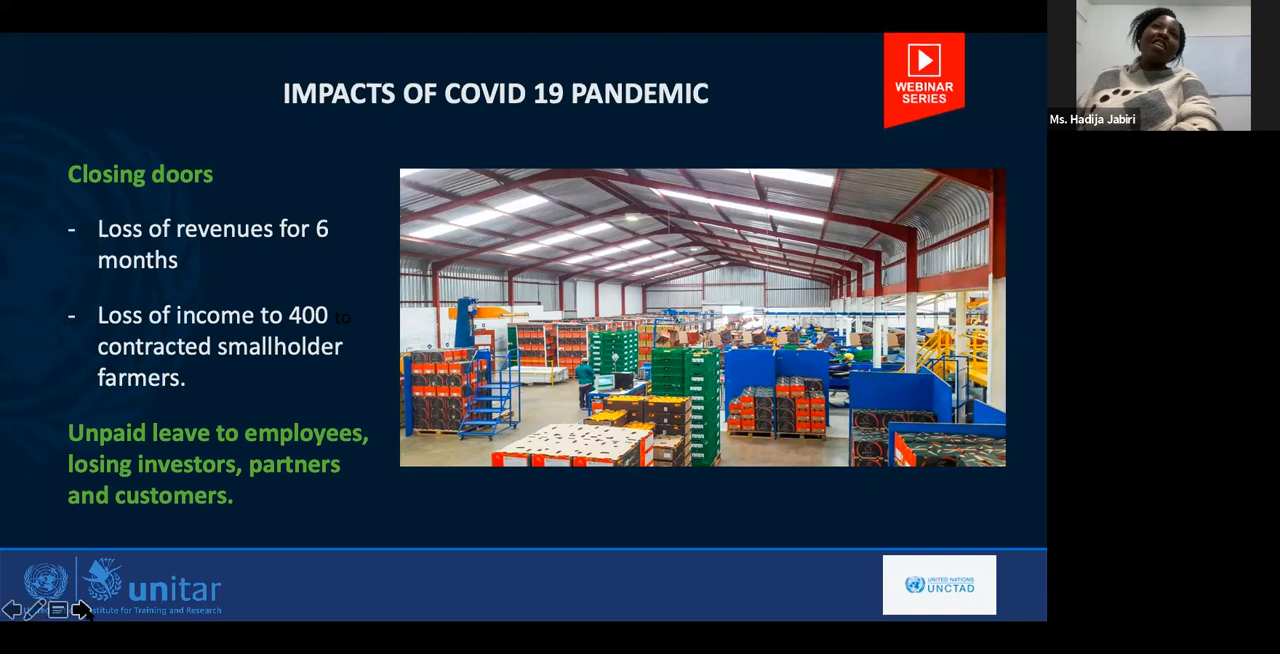 IMPACTS OF COVID 19 PANDEMIC
WEBINAR
SERIES
Ms. Hadija Jabiri
Closing doors
- Loss of revenues for 6
months
- Loss of income to 400 to
contracted smallholder
farmers.
Unpaid leave to employees,
losing investors, partners
and customers.
unitar
stitute for Training and Research
UNITED NATIONS
UNCTAD